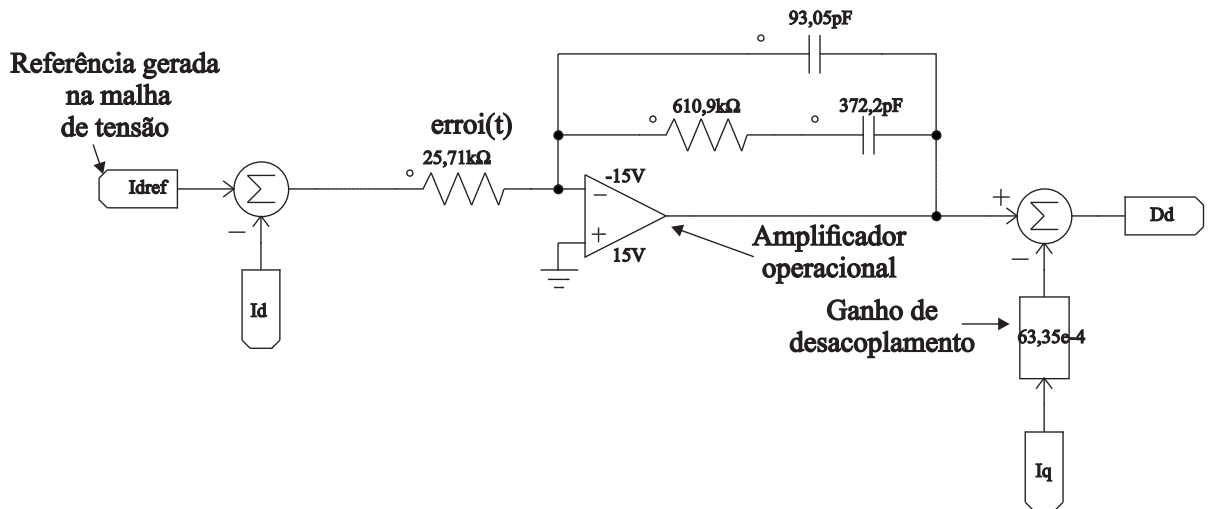 93,05pF
Referência gerada
na malha
de tensão
610,9kΩ
372,2pF
erroi(t)
25,71kΩ
Idref
Σ
−
-15V
−
+
15V
+
Σ
Dd
−
Amplificador
operacional
Id
Ganho de
desacoplamento
63,35e-4
Iq